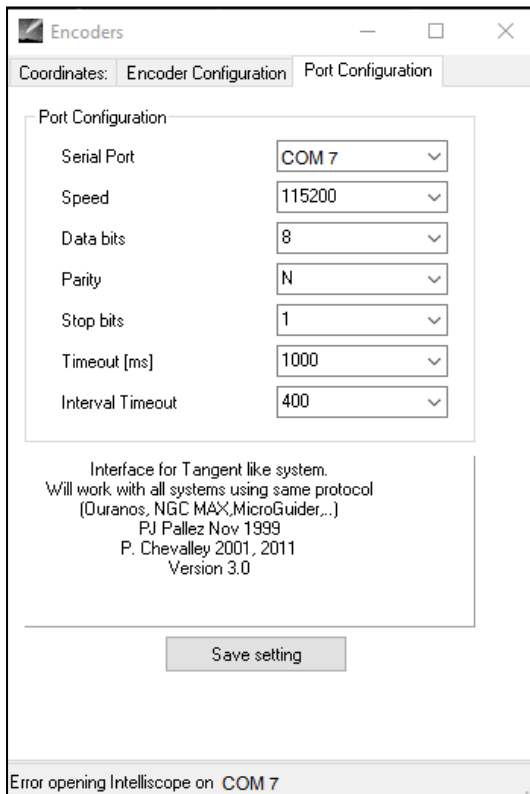 Encoders
Coordinates: Encoder Configuration Port Configuration
Port Configuration
Serial Port COM 7
Speed 115200
Data bits 8
Parity N
Stop bits 1
Timeout [ms] 1000
Interval Timeout 400
Interface for Tangent like system.
Will work with all systems using same protocol
(Ouranos, NGC MAX,MicroGuider,..)
PJ Pallez Nov 1999
P. Chevalley 2001, 2011
Version 3.0
Save setting
Error opening Intelliscope on COM 7